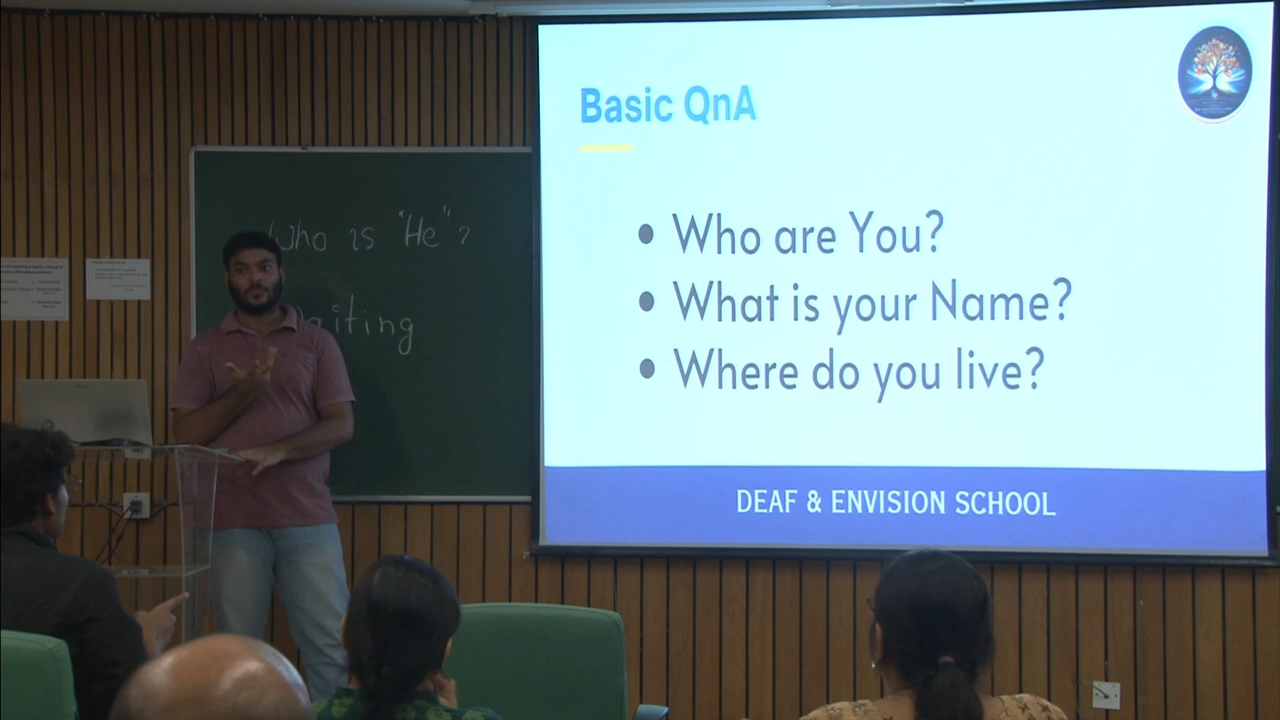 Who is "He"?
Basic QnA
• Who are You?
• What is your Name?
• Where do you live?
DEAF & ENVISION SCHOOL